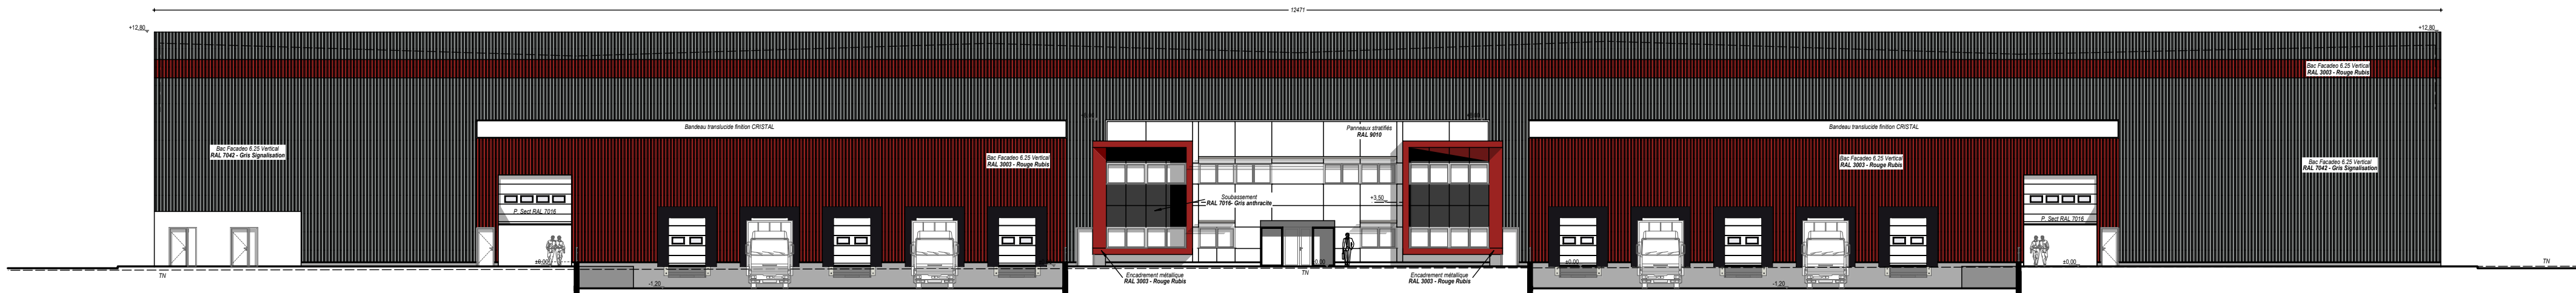 12471
+12,80
+12,80
Bac Facadeo 6.25 Vertical
RAL 3003 - Rouge Rubis
Bandeau translucide finition CRISTAL
Panneaux stratifiés
RAL 9010
Bandeau translucide finition CRISTAL
Bac Facadeo 6.25 Vertical
RAL 7042 - Gris Signalisation
Bac Facadeo 6.25 Vertical
RAL 3003 - Rouge Rubis
Bac Facadeo 6.25 Vertical
RAL 3003 - Rouge Rubis
Bac Facadeo 6.25 Vertical
RAL 7042 - Gris Signalisation
P. Sect RAL 7016
Soubassement
RAL 7016- Gris anthracite
+3,50
P. Sect RAL 7016
±0,00
±0,00
±0,00
TN
TN
TN
Encadrement métallique
RAL 3003 - Rouge Rubis
Encadrement métallique
RAL 3003 - Rouge Rubis
-1,20
-1,20